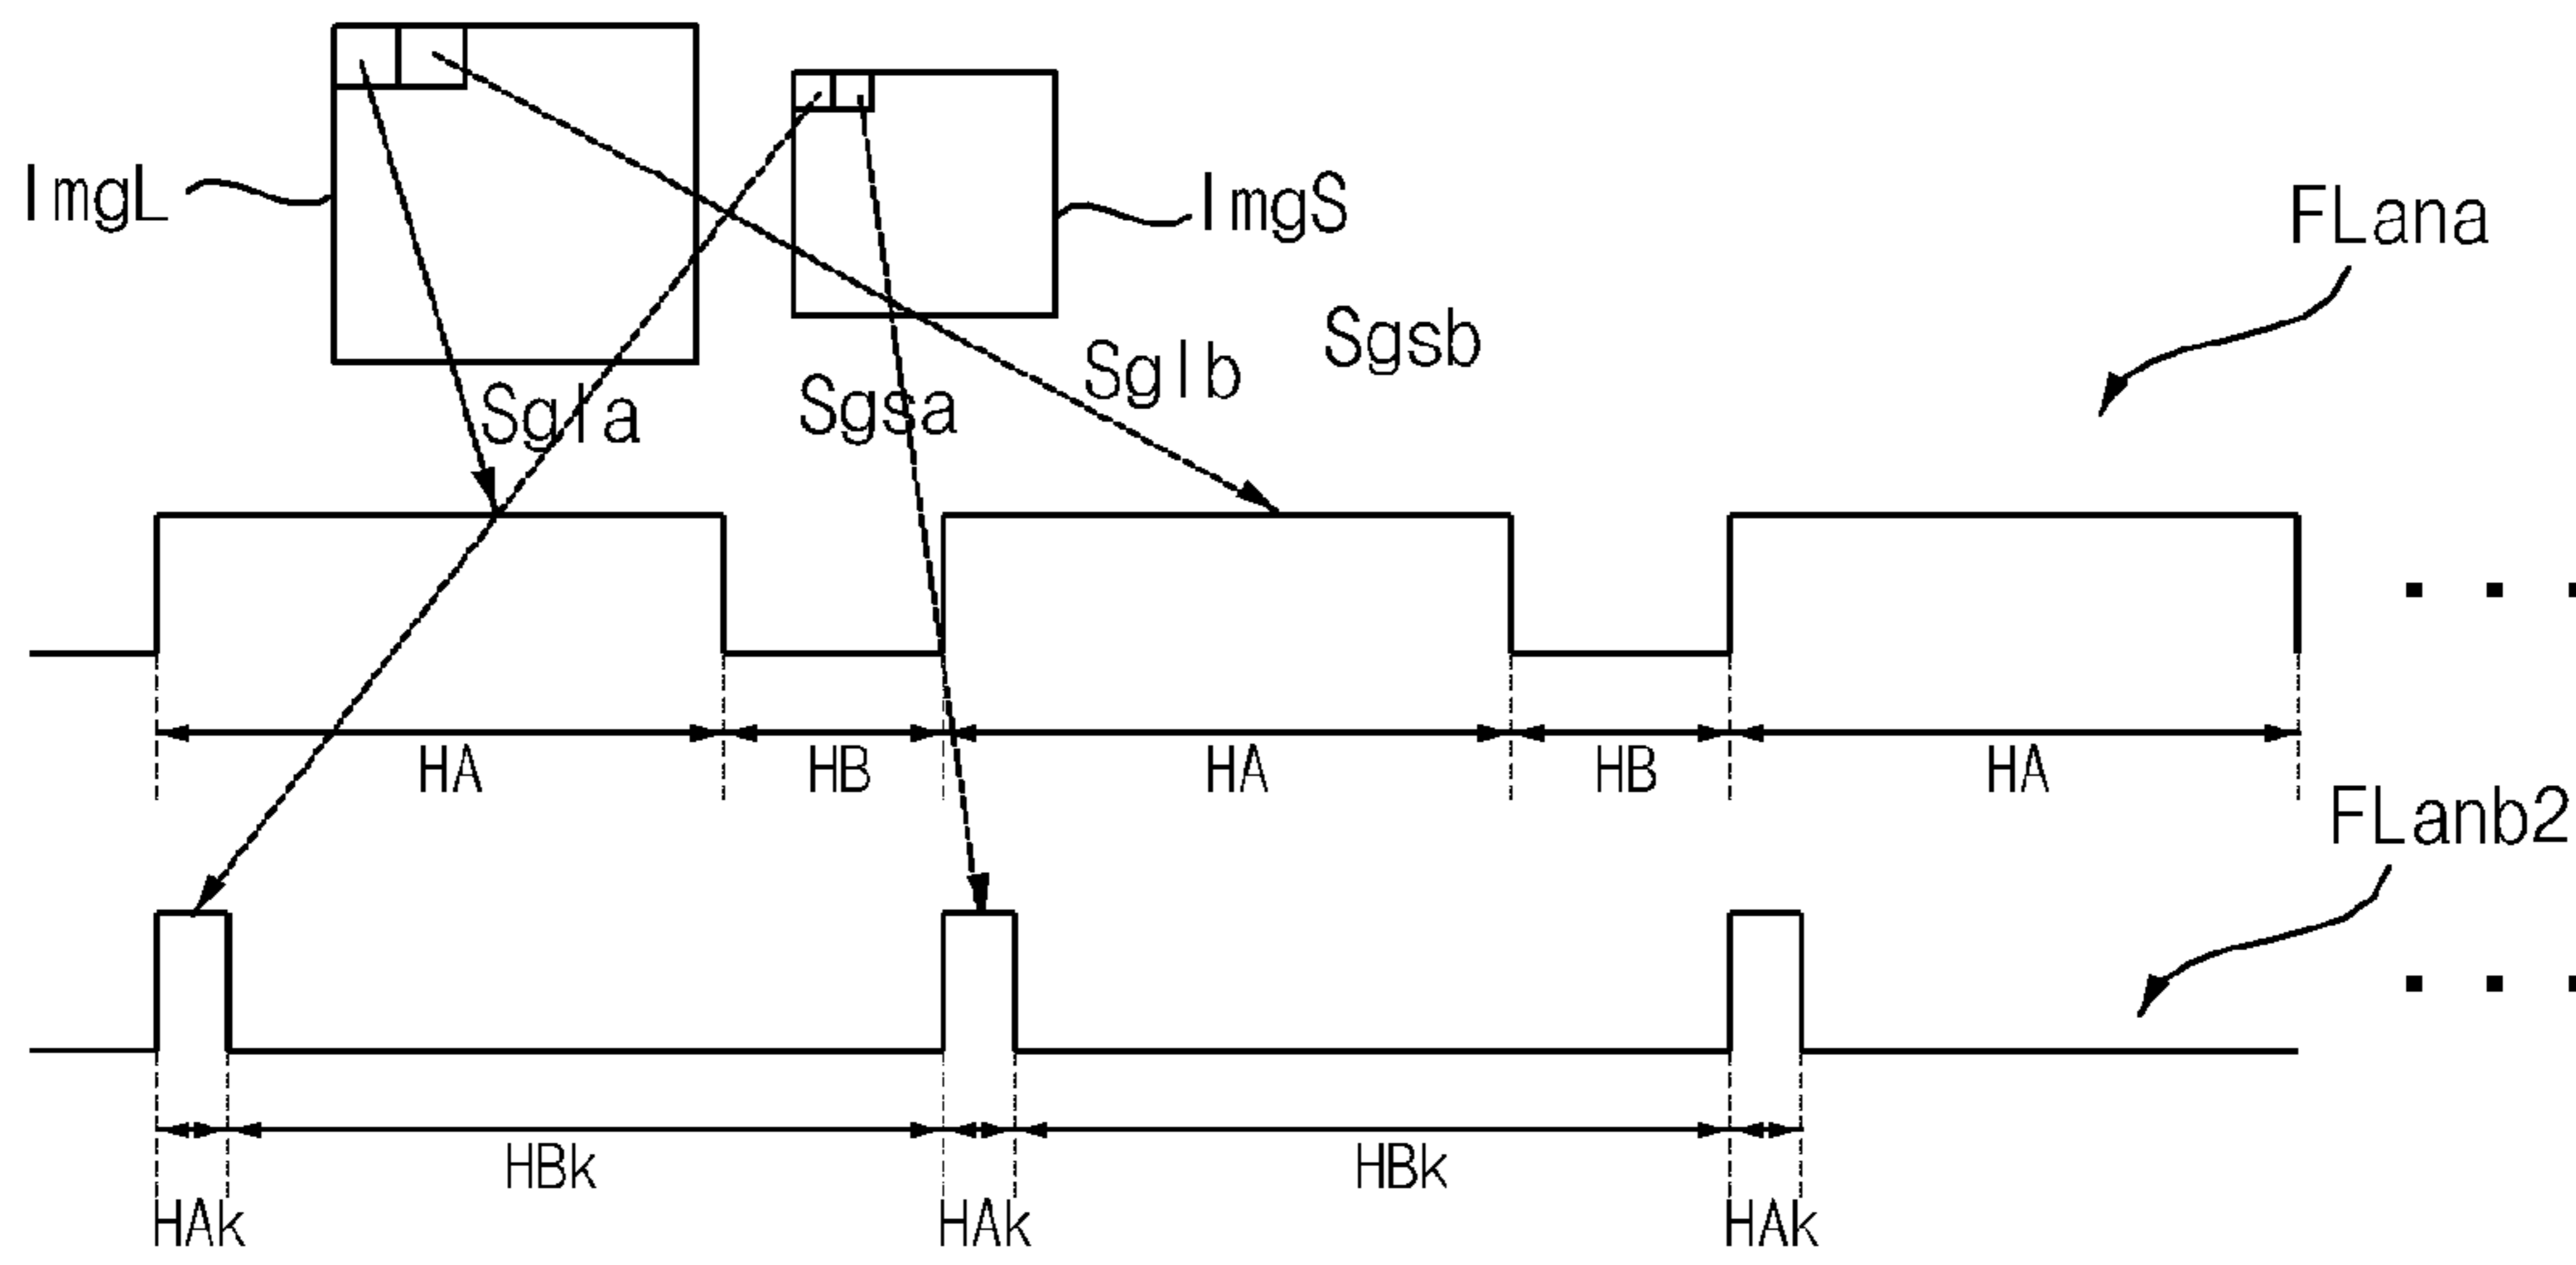 ImgL
ImgS
FLana
Sgla
Sgsa
Sglb
Sgsb
HA
HB
HA
HB
HA
FLanb2
HBk
HBk
HAk
HAk
HAk